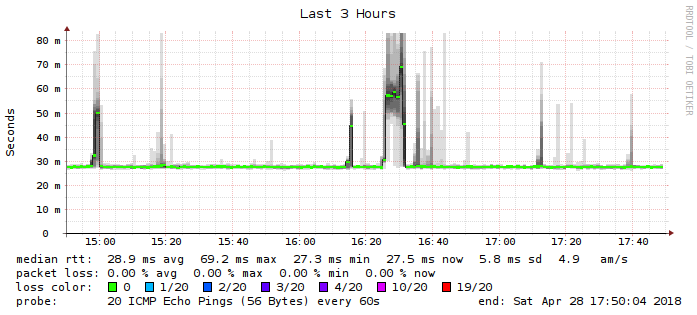 Last 3 Hours
RRDTOOL / TOBI OETIKER
Seconds
80 m
70 m
60 m
50 m
40 m
30 m
20 m
10 m
0
15:00 15:20 15:40 16:00 16:20 16:40 17:00 17:20 17:40
median rtt: 28.9 ms avg 69.2 ms max 27.3 ms min 27.5 ms now 5.8 ms sd 4.9 am/s
packet loss: 0.00 % avg 0.00 % max 0.00 % min 0.00 % now
loss color: 0 1/20 2/20 3/20 4/20 10/20 19/20
probe: 20 ICMP Echo Pings (56 Bytes) every 60s end: Sat Apr 28 17:50:04 2018